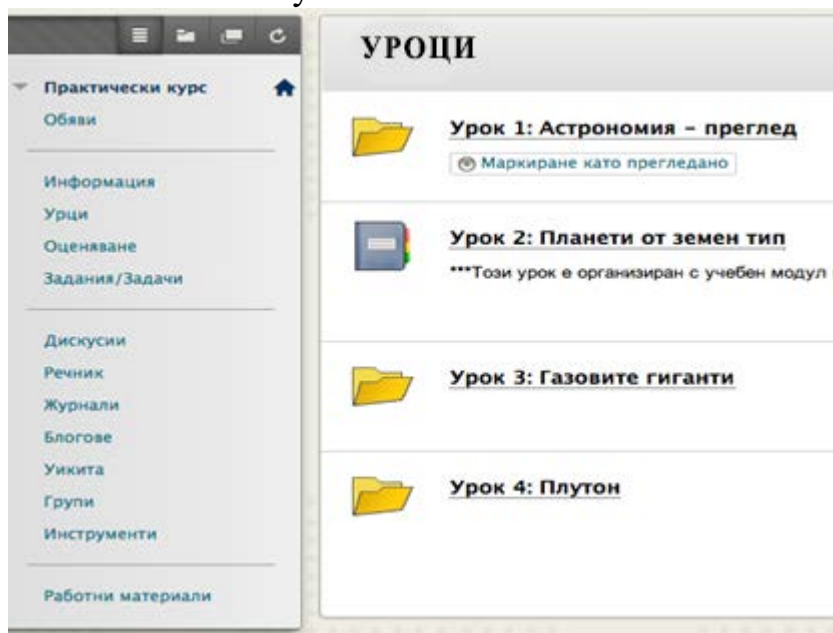 Практически курс
Обяви
Информация
Урци
Оценяване
Задания/Задачи
Дискусии
Речник
Журнали
Блогове
Уикита
Групи
Инструменти
Работни материали
УРОЦИ
Урок 1: Астрономия – преглед
Маркиране като прегледано
Урок 2: Планети от земен тип
***Този урок е организиран с учебен модул
Урок 3: Газовите гиганти
Урок 4: Плутон